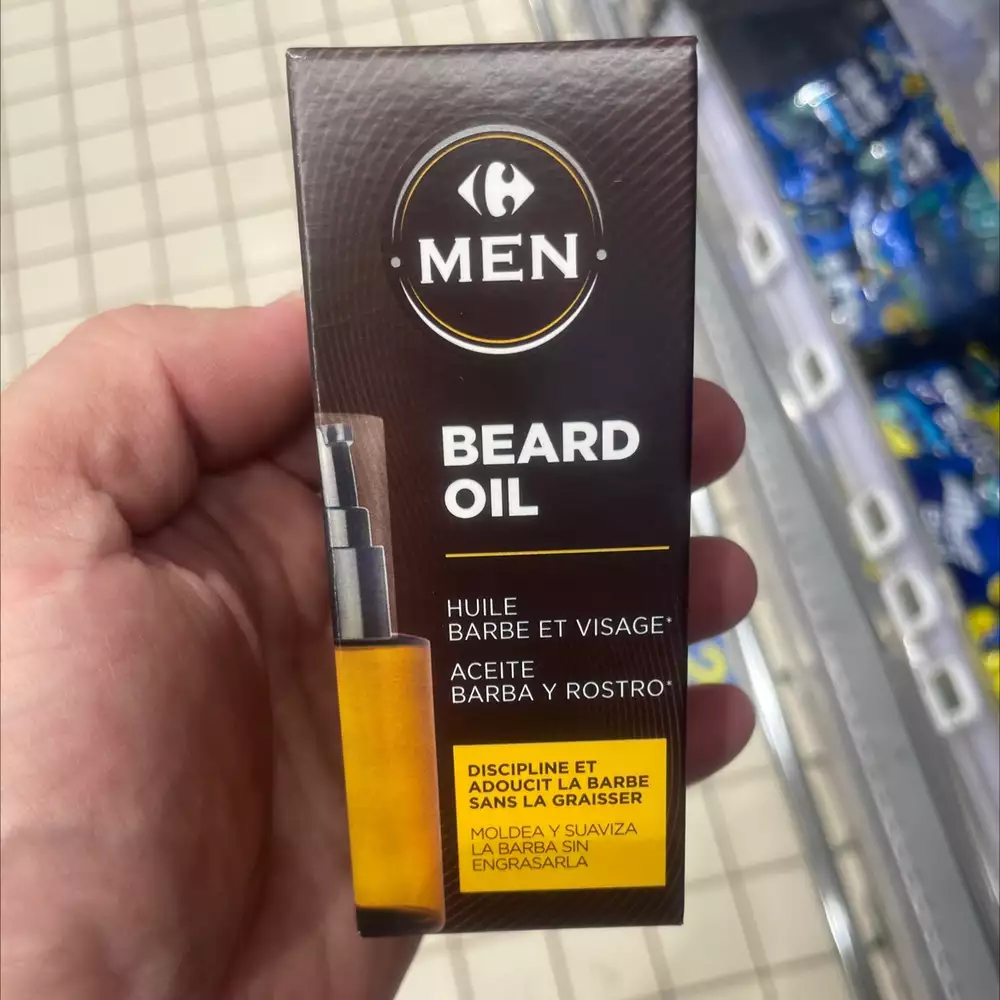 MEN
BEARD
OIL
HUILE
BARBE ET VISAGE*
ACEITE
BARBA Y ROSTRO*
DISCIPLINE ET
ADOUCIT LA BARBE
SANS LA GRAISSER
MOLDEA Y SUAVIZA
LA BARBA SIN
ENGRASARLA